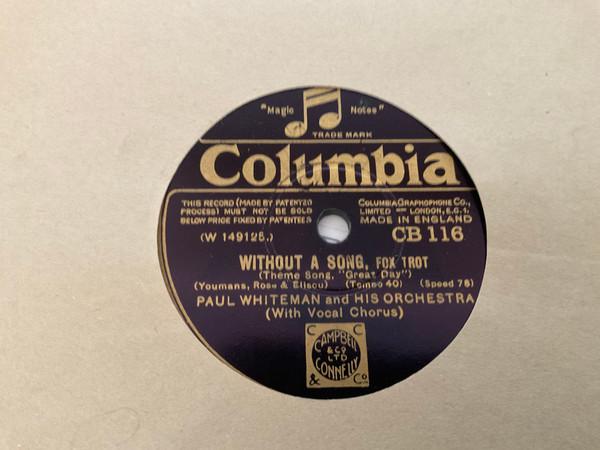 "Magic Notes"
TRADE MARK
Columbia
THIS RECORD (MADE BY PATENTED
PROCESS) MUST NOT BE SOLD
BELOW PRICE FIXED BY PATENTEES
COLUMBIA GRAPHOPHONE CO.,
LIMITED — LONDON, E.C.1.
MADE IN ENGLAND
(W 149125.)
CB 116
WITHOUT A SONG, FOX TROT
(Theme Song, "Great Day")
(Youmans, Rose & Eliscu) (Tempo 40) (Speed 78)
PAUL WHITEMAN and HIS ORCHESTRA
(With Vocal Chorus)
C C
CAMPBELL
& CO
LTD
CONNELLY
& Co